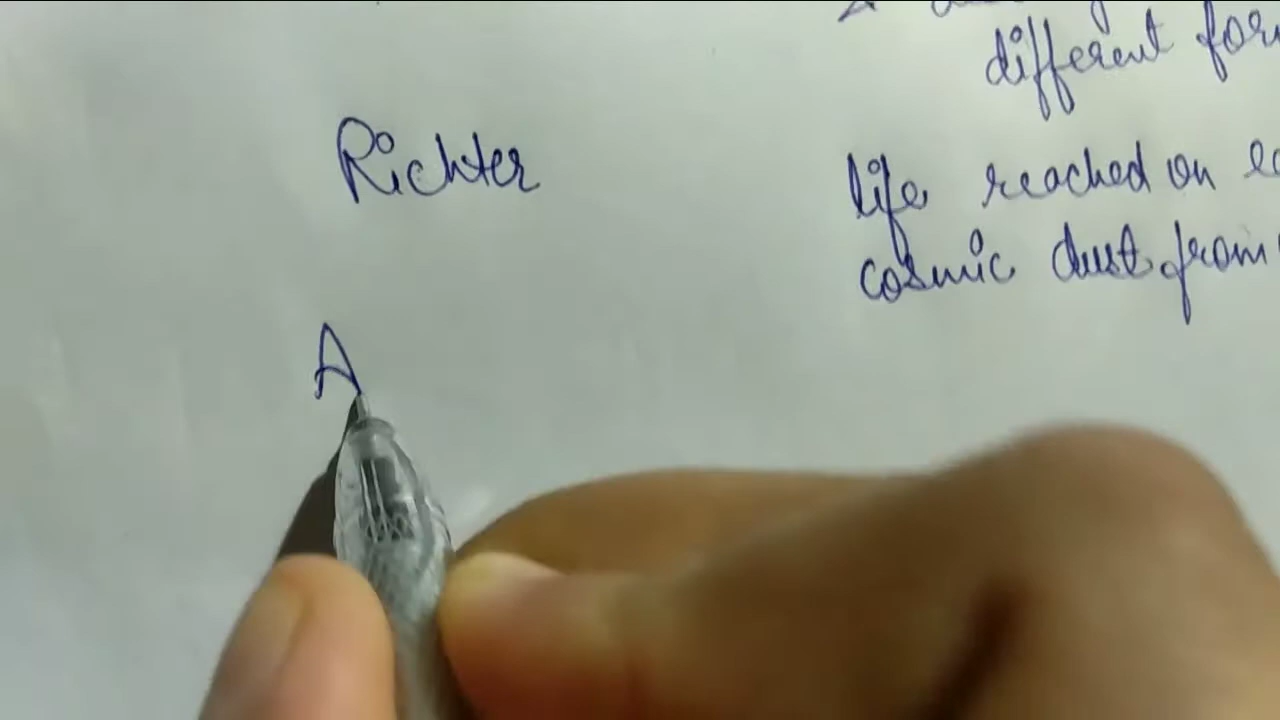 Richter
A
different
life reached on
cosmic dust from